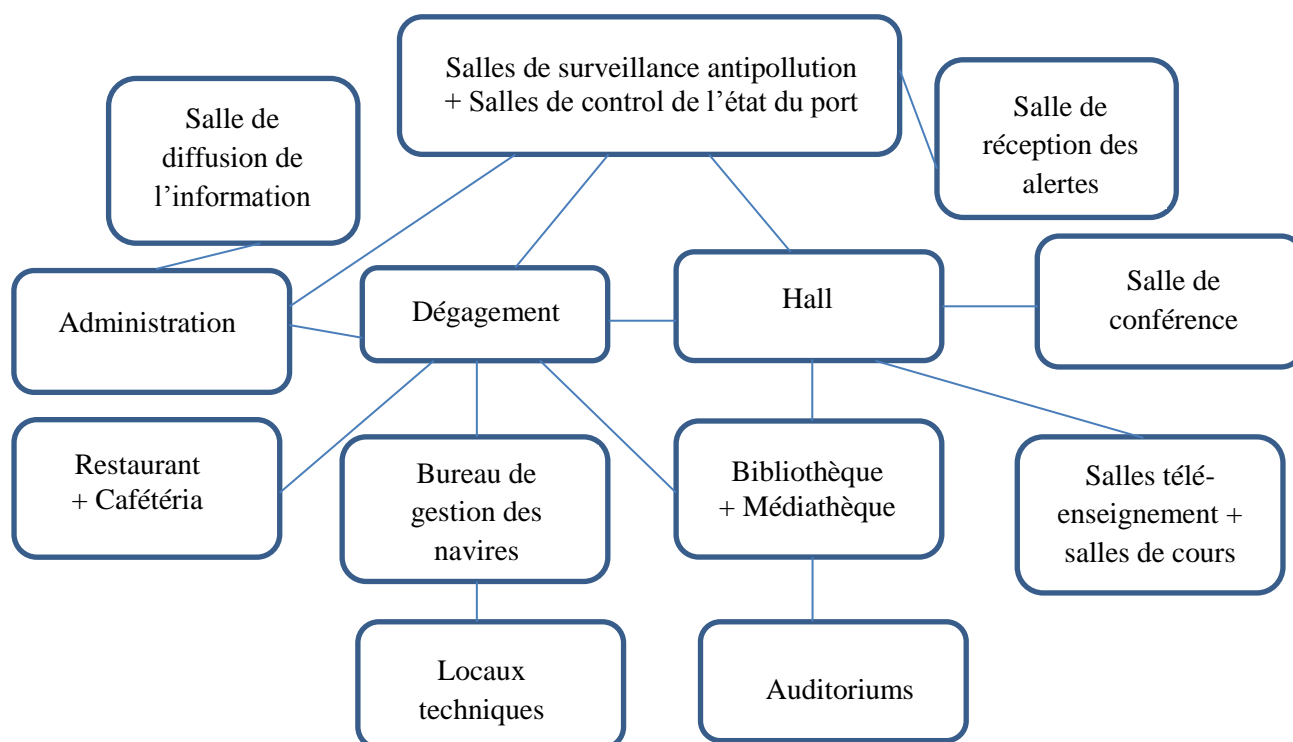 Salles de surveillance antipollution
+ Salles de control de l’état du port
Salle de
diffusion de
l’information
Salle de
réception des
alertes
Administration
Dégagement
Hall
Salle de
conférence
Restaurant
+ Cafétéria
Bureau de
gestion des
navires
Bibliothèque
+ Médiathèque
Salles télé-
enseignement +
salles de cours
Locaux
techniques
Auditoriums